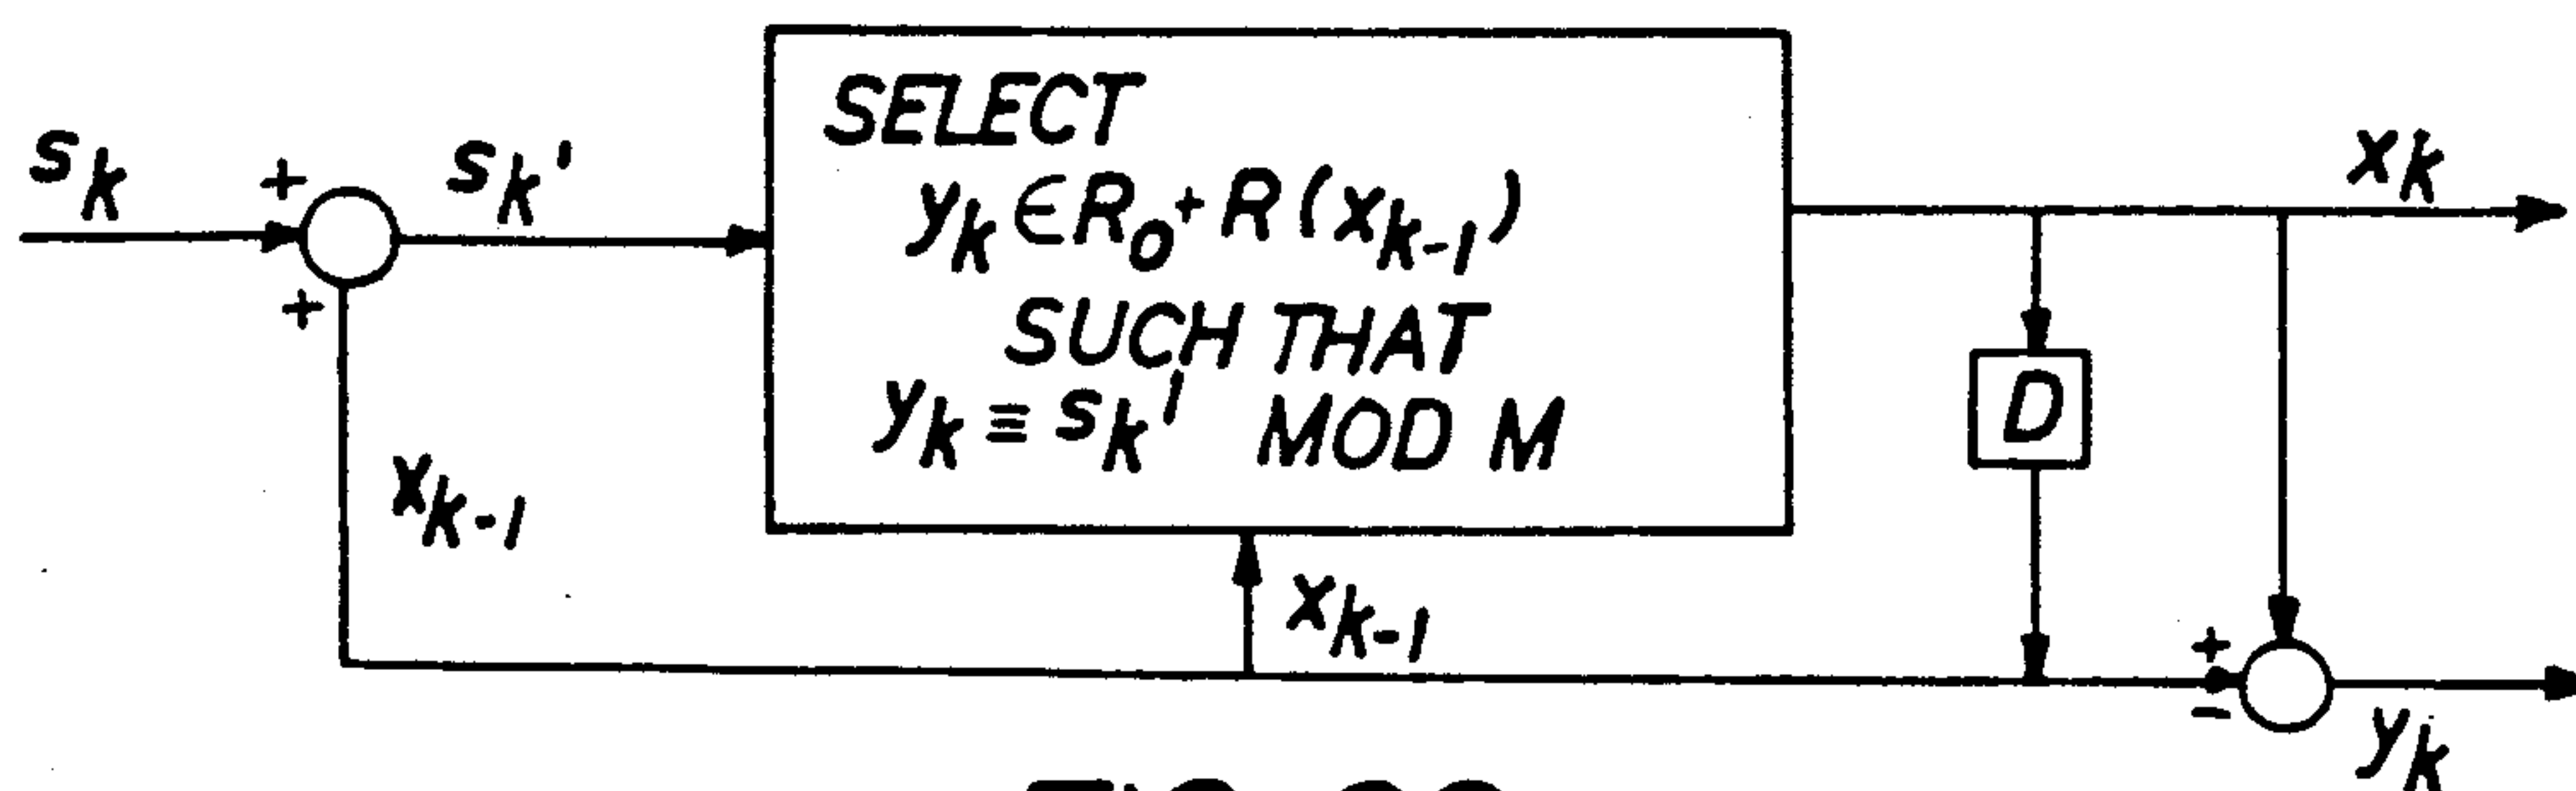 s_k
+
s_k'
+
x_{k-1}
SELECT
y_k ∈ R_0 + R(x_{k-1})
SUCH THAT
y_k ≡ s_k' MOD M
x_{k-1}
x_k
D
+
-
y_k